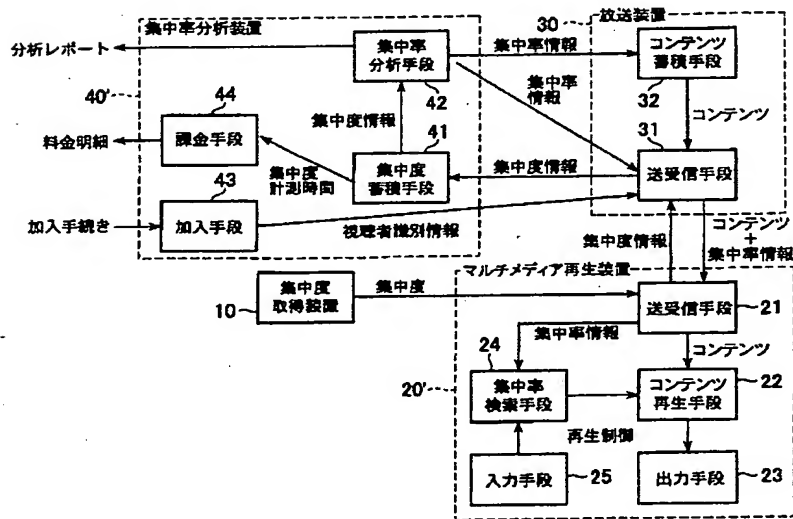 集中率分析装置
40'
分析レポート
集中率
分析手段
42
集中率情報
集中率
情報
放送装置
30
コンテンツ
蓄積手段
32
コンテンツ
44
課金手段
料金明細
集中度情報
41
集中度
蓄積手段
集中度
計測時間
集中度情報
31
送受信手段
43
加入手段
加入手続き
視聴者識別情報
集中度情報
コンテンツ
+
集中率情報
マルチメディア再生装置
20'
集中度
取得装置
10
集中度
送受信手段
21
集中率情報
コンテンツ
24
集中率
検索手段
コンテンツ
再生手段
22
再生制御
入力手段
25
出力手段
23